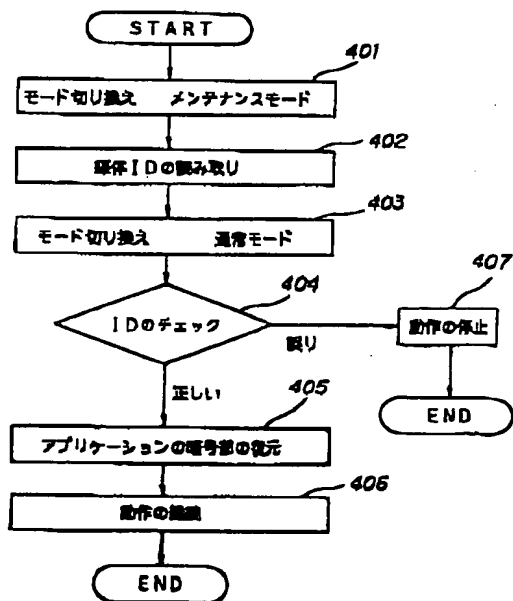 START
401
モード切り換え　メンテナンスモード
402
媒体IDの読み取り
403
モード切り換え　通常モード
404
IDのチェック
407
誤り
動作の停止
END
正しい
405
アプリケーションの暗号部の復元
406
動作の継続
END